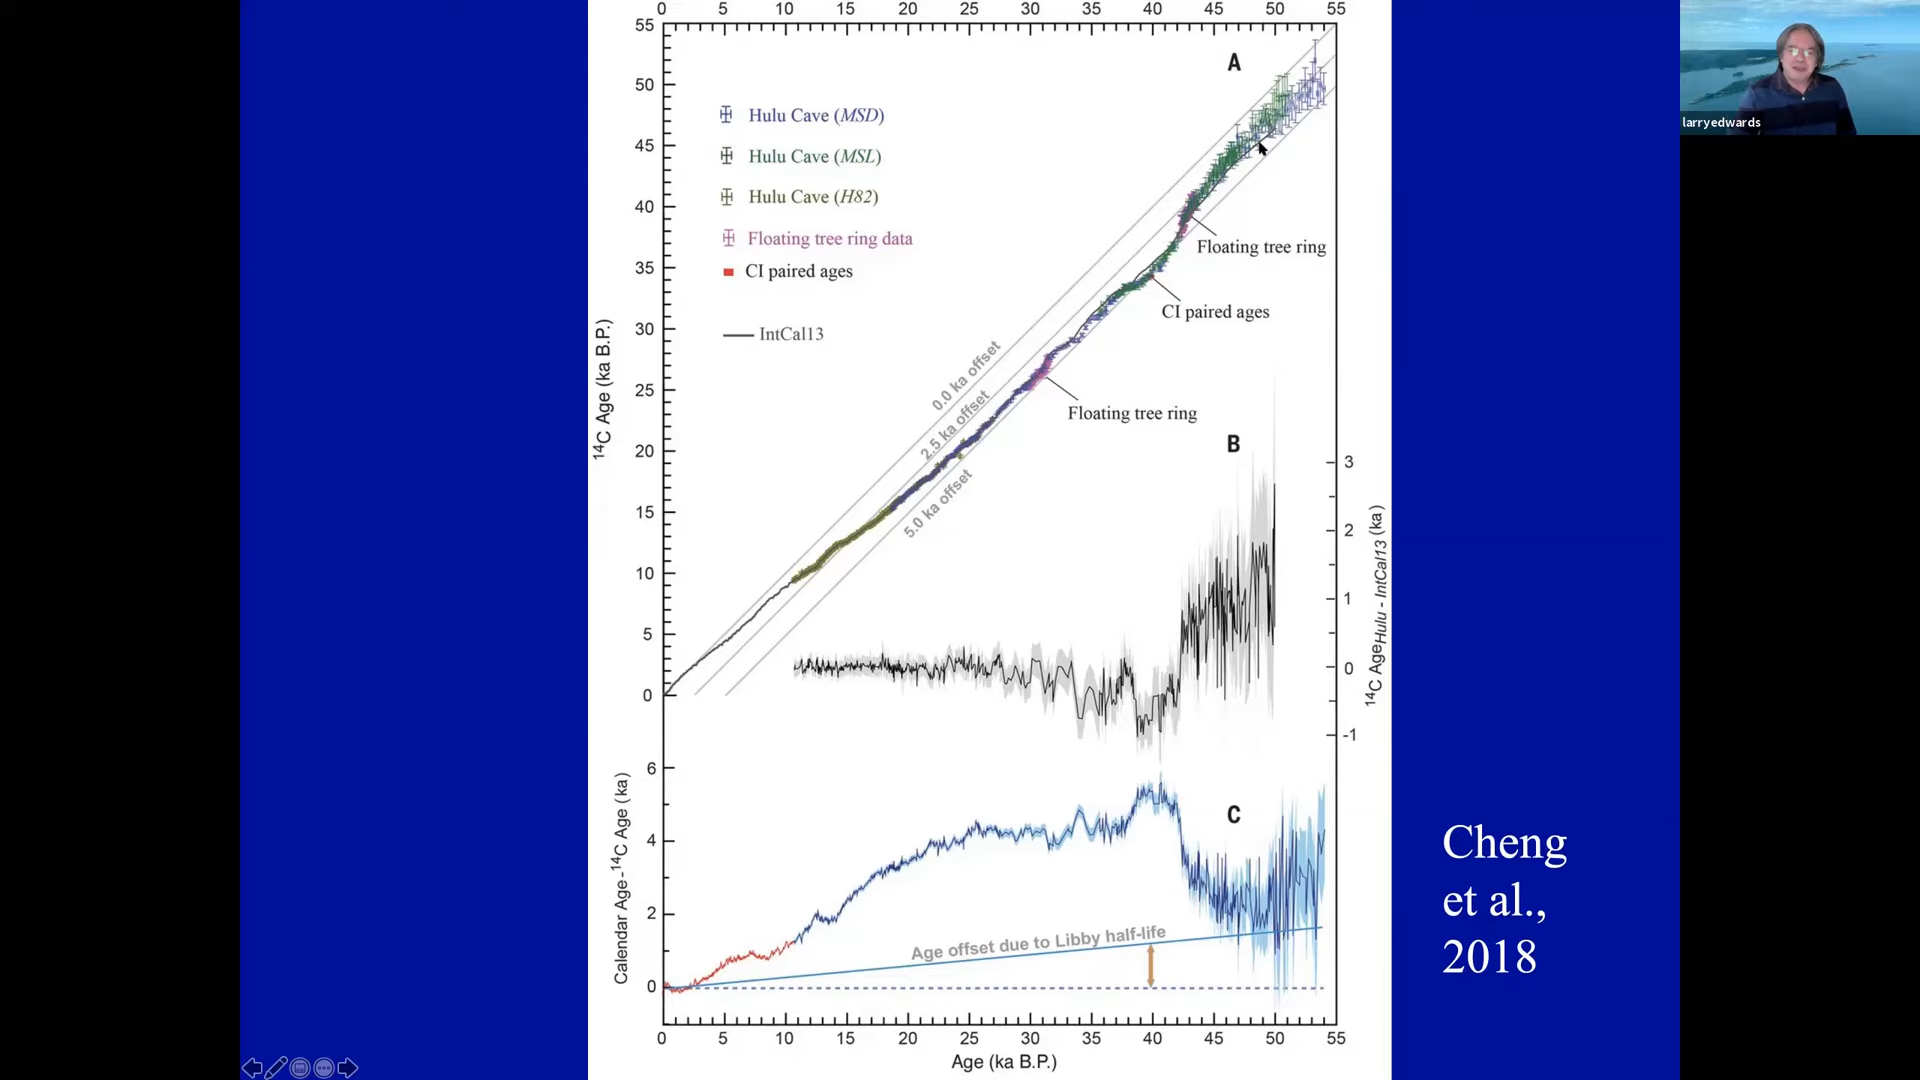 0 5 10 15 20 25 30 35 40 45 50 55
55
50
45
40
35
30
25
20
15
10
5
0
14C Age (ka B.P.)
A
Hulu Cave (MSD)
Hulu Cave (MSL)
Hulu Cave (H82)
Floating tree ring data
CI paired ages
IntCal13
Floating tree ring
CI paired ages
Floating tree ring
0.0 ka offset
2.5 ka offset
5.0 ka offset
B
3
2
1
0
-1
14C AgeHulu - IntCal13 (ka)
6
4
2
0
Calendar Age-14C Age (ka)
C
Age offset due to Libby half-life
0 5 10 15 20 25 30 35 40 45 50 55
Age (ka B.P.)
Cheng
et al.,
2018
larryedwards